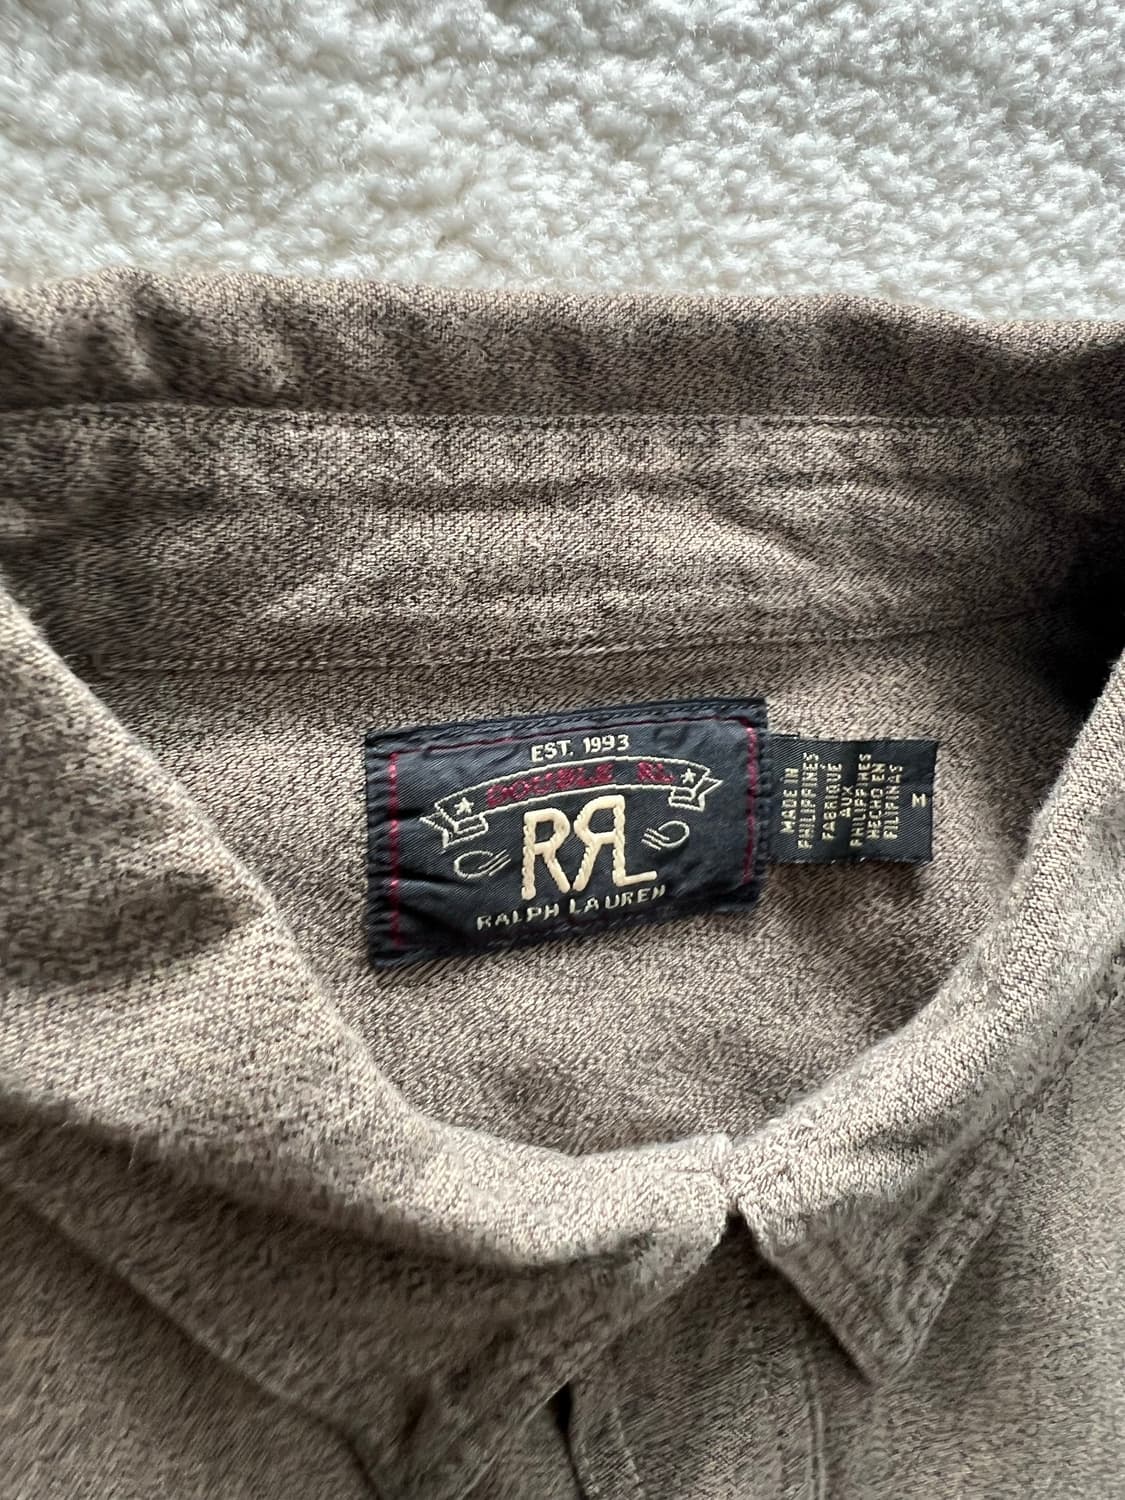 EST. 1993
DOUBLE RL
RRL
RALPH LAUREN
MADE IN
PHILIPPINES
FABRIQUÉ
AUX
PHILIPPINES
HECHO EN
FILIPINAS
M